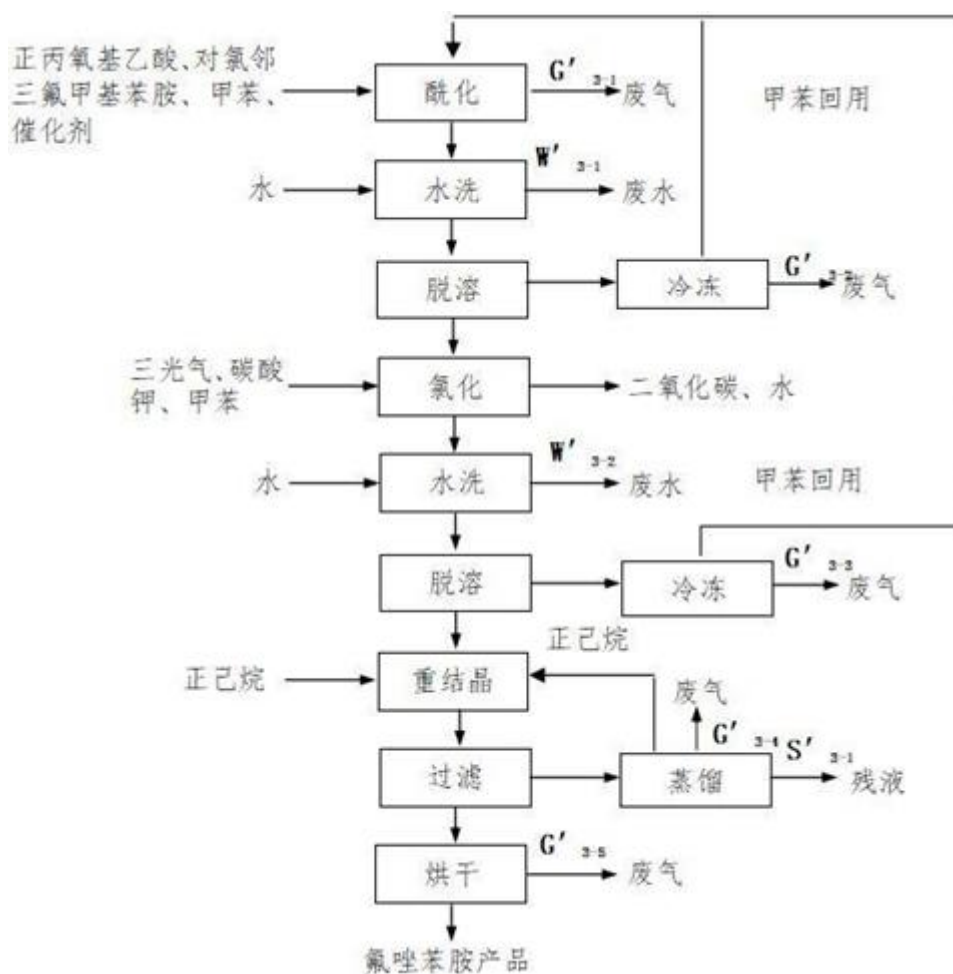 正丙氧基乙酸、对氯邻
三氟甲基苯胺、甲苯、
催化剂
酰化
G′3-1
废气
甲苯回用
水
水洗
W′3-1
废水
脱溶
冷冻
G′3-2
废气
三光气、碳酸
钾、甲苯
氯化
二氧化碳、水
水
水洗
W′3-2
废水
甲苯回用
脱溶
冷冻
G′3-3
废气
正己烷
正己烷
重结晶
废气
G′3-4
S′3-1
过滤
蒸馏
残液
烘干
G′3-5
废气
氟唑苯胺产品